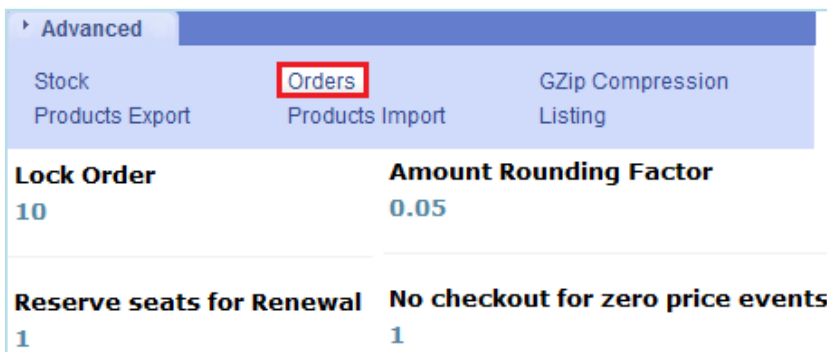 Advanced
Stock Orders GZip Compression
Products Export Products Import Listing
Lock Order Amount Rounding Factor
10 0.05
Reserve seats for Renewal No checkout for zero price events
1 1